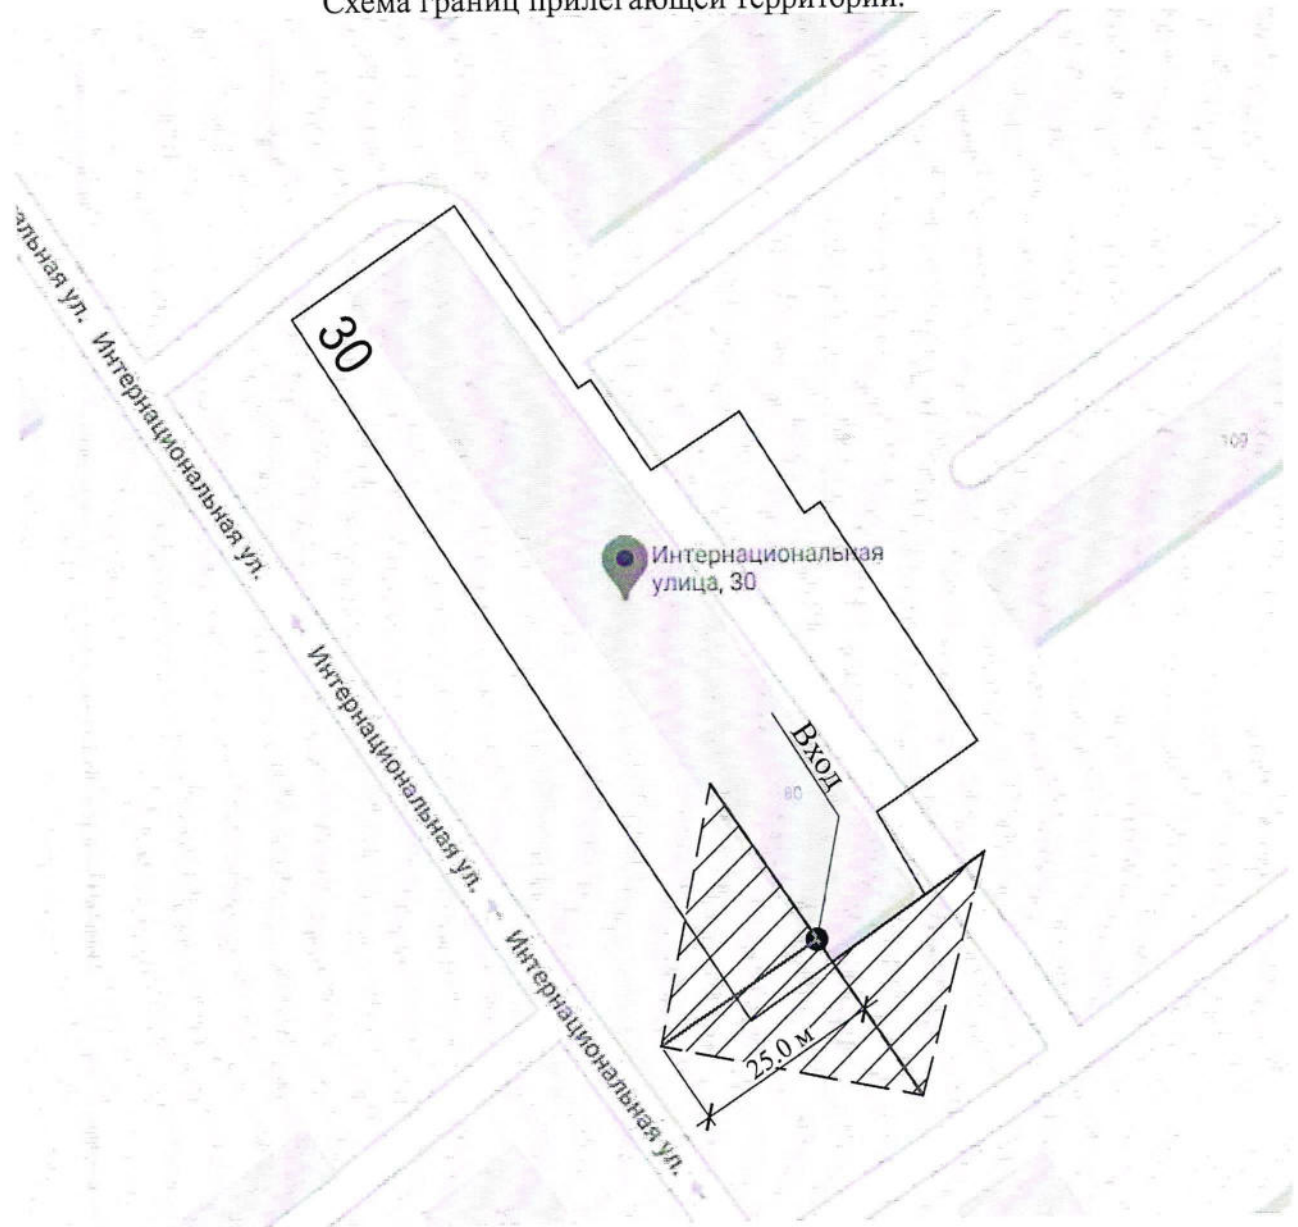 Схема границ прилегающей территории.
альная ул.
Интернациональная ул.
30
109
Интернациональная
улица, 30
Интернациональная ул.
Вход
80
Интернациональная ул.
25.0 м